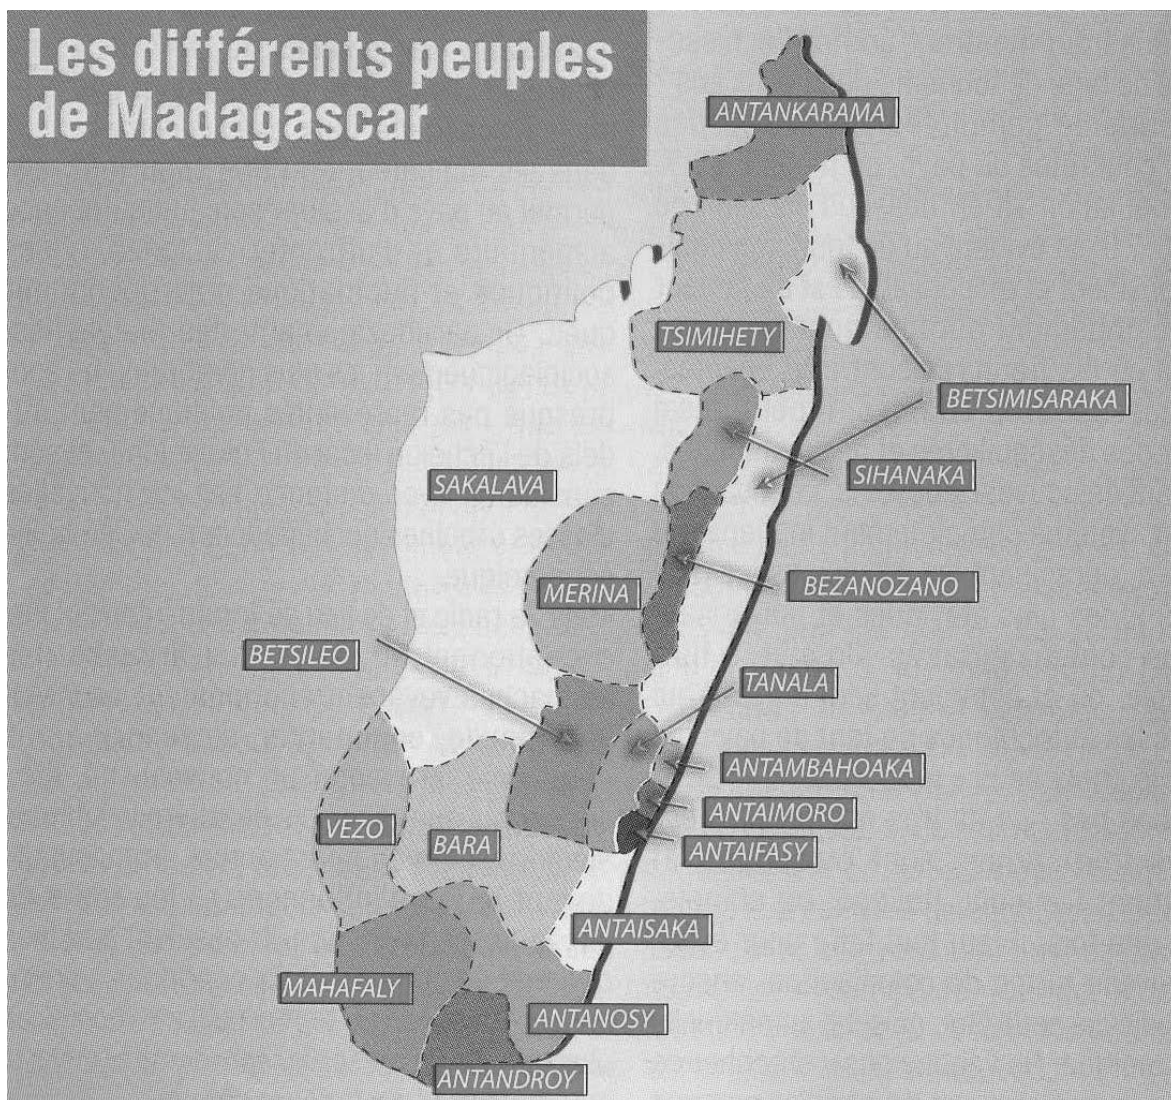 Les différents peuples
de Madagascar
ANTANKARAMA
TSIMIHETY
BETSIMISARAKA
SIHANAKA
SAKALAVA
BEZANOZANO
MERINA
BETSILEO
TANALA
ANTAMBAHOAKA
ANTAIMORO
VEZO
BARA
ANTAIFASY
ANTAISAKA
MAHAFALY
ANTANOSY
ANTANDROY